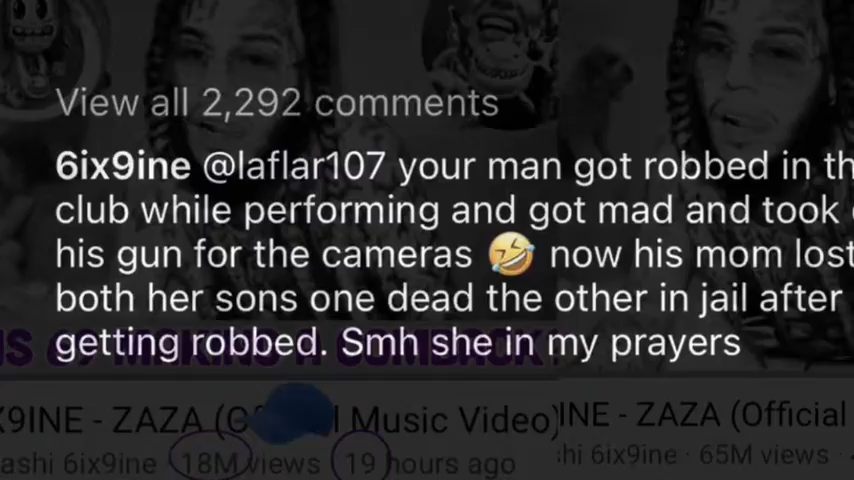 View all 2,292 comments
6ix9ine @laflar107 your man got robbed in th
club while performing and got mad and took
his gun for the cameras 🤣 now his mom lost
both her sons one dead the other in jail after
getting robbed. Smh she in my prayers
69 MAKING A COMEBACK
X9INE - ZAZA (O l Music Video) INE - ZAZA (Official
ashi 6ix9ine · 18M views 19 hours ago hi 6ix9ine · 65M views ·